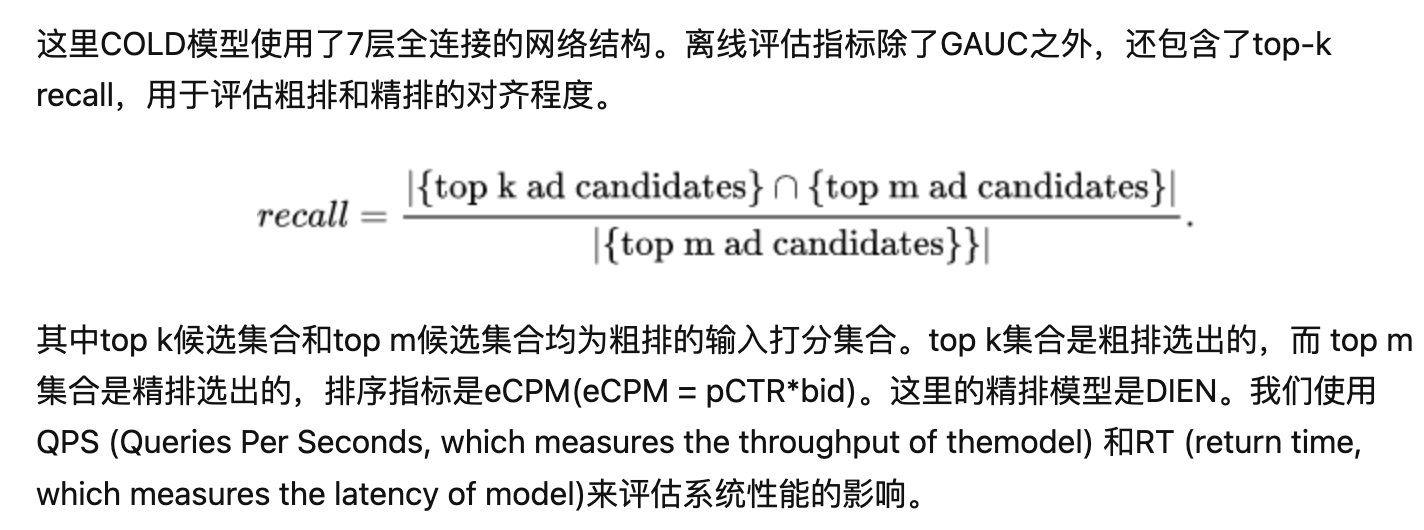 这里COLD模型使用了7层全连接的网络结构。离线评估指标除了GAUC之外，还包含了top-k
recall，用于评估粗排和精排的对齐程度。
recall = |{top k ad candidates} ∩ {top m ad candidates}| / |{top m ad candidates}}| .
其中top k候选集合和top m候选集合均为粗排的输入打分集合。top k集合是粗排选出的，而 top m
集合是精排选出的，排序指标是eCPM(eCPM = pCTR*bid)。这里的精排模型是DIEN。我们使用
QPS (Queries Per Seconds, which measures the throughput of themodel) 和RT (return time,
which measures the latency of model)来评估系统性能的影响。